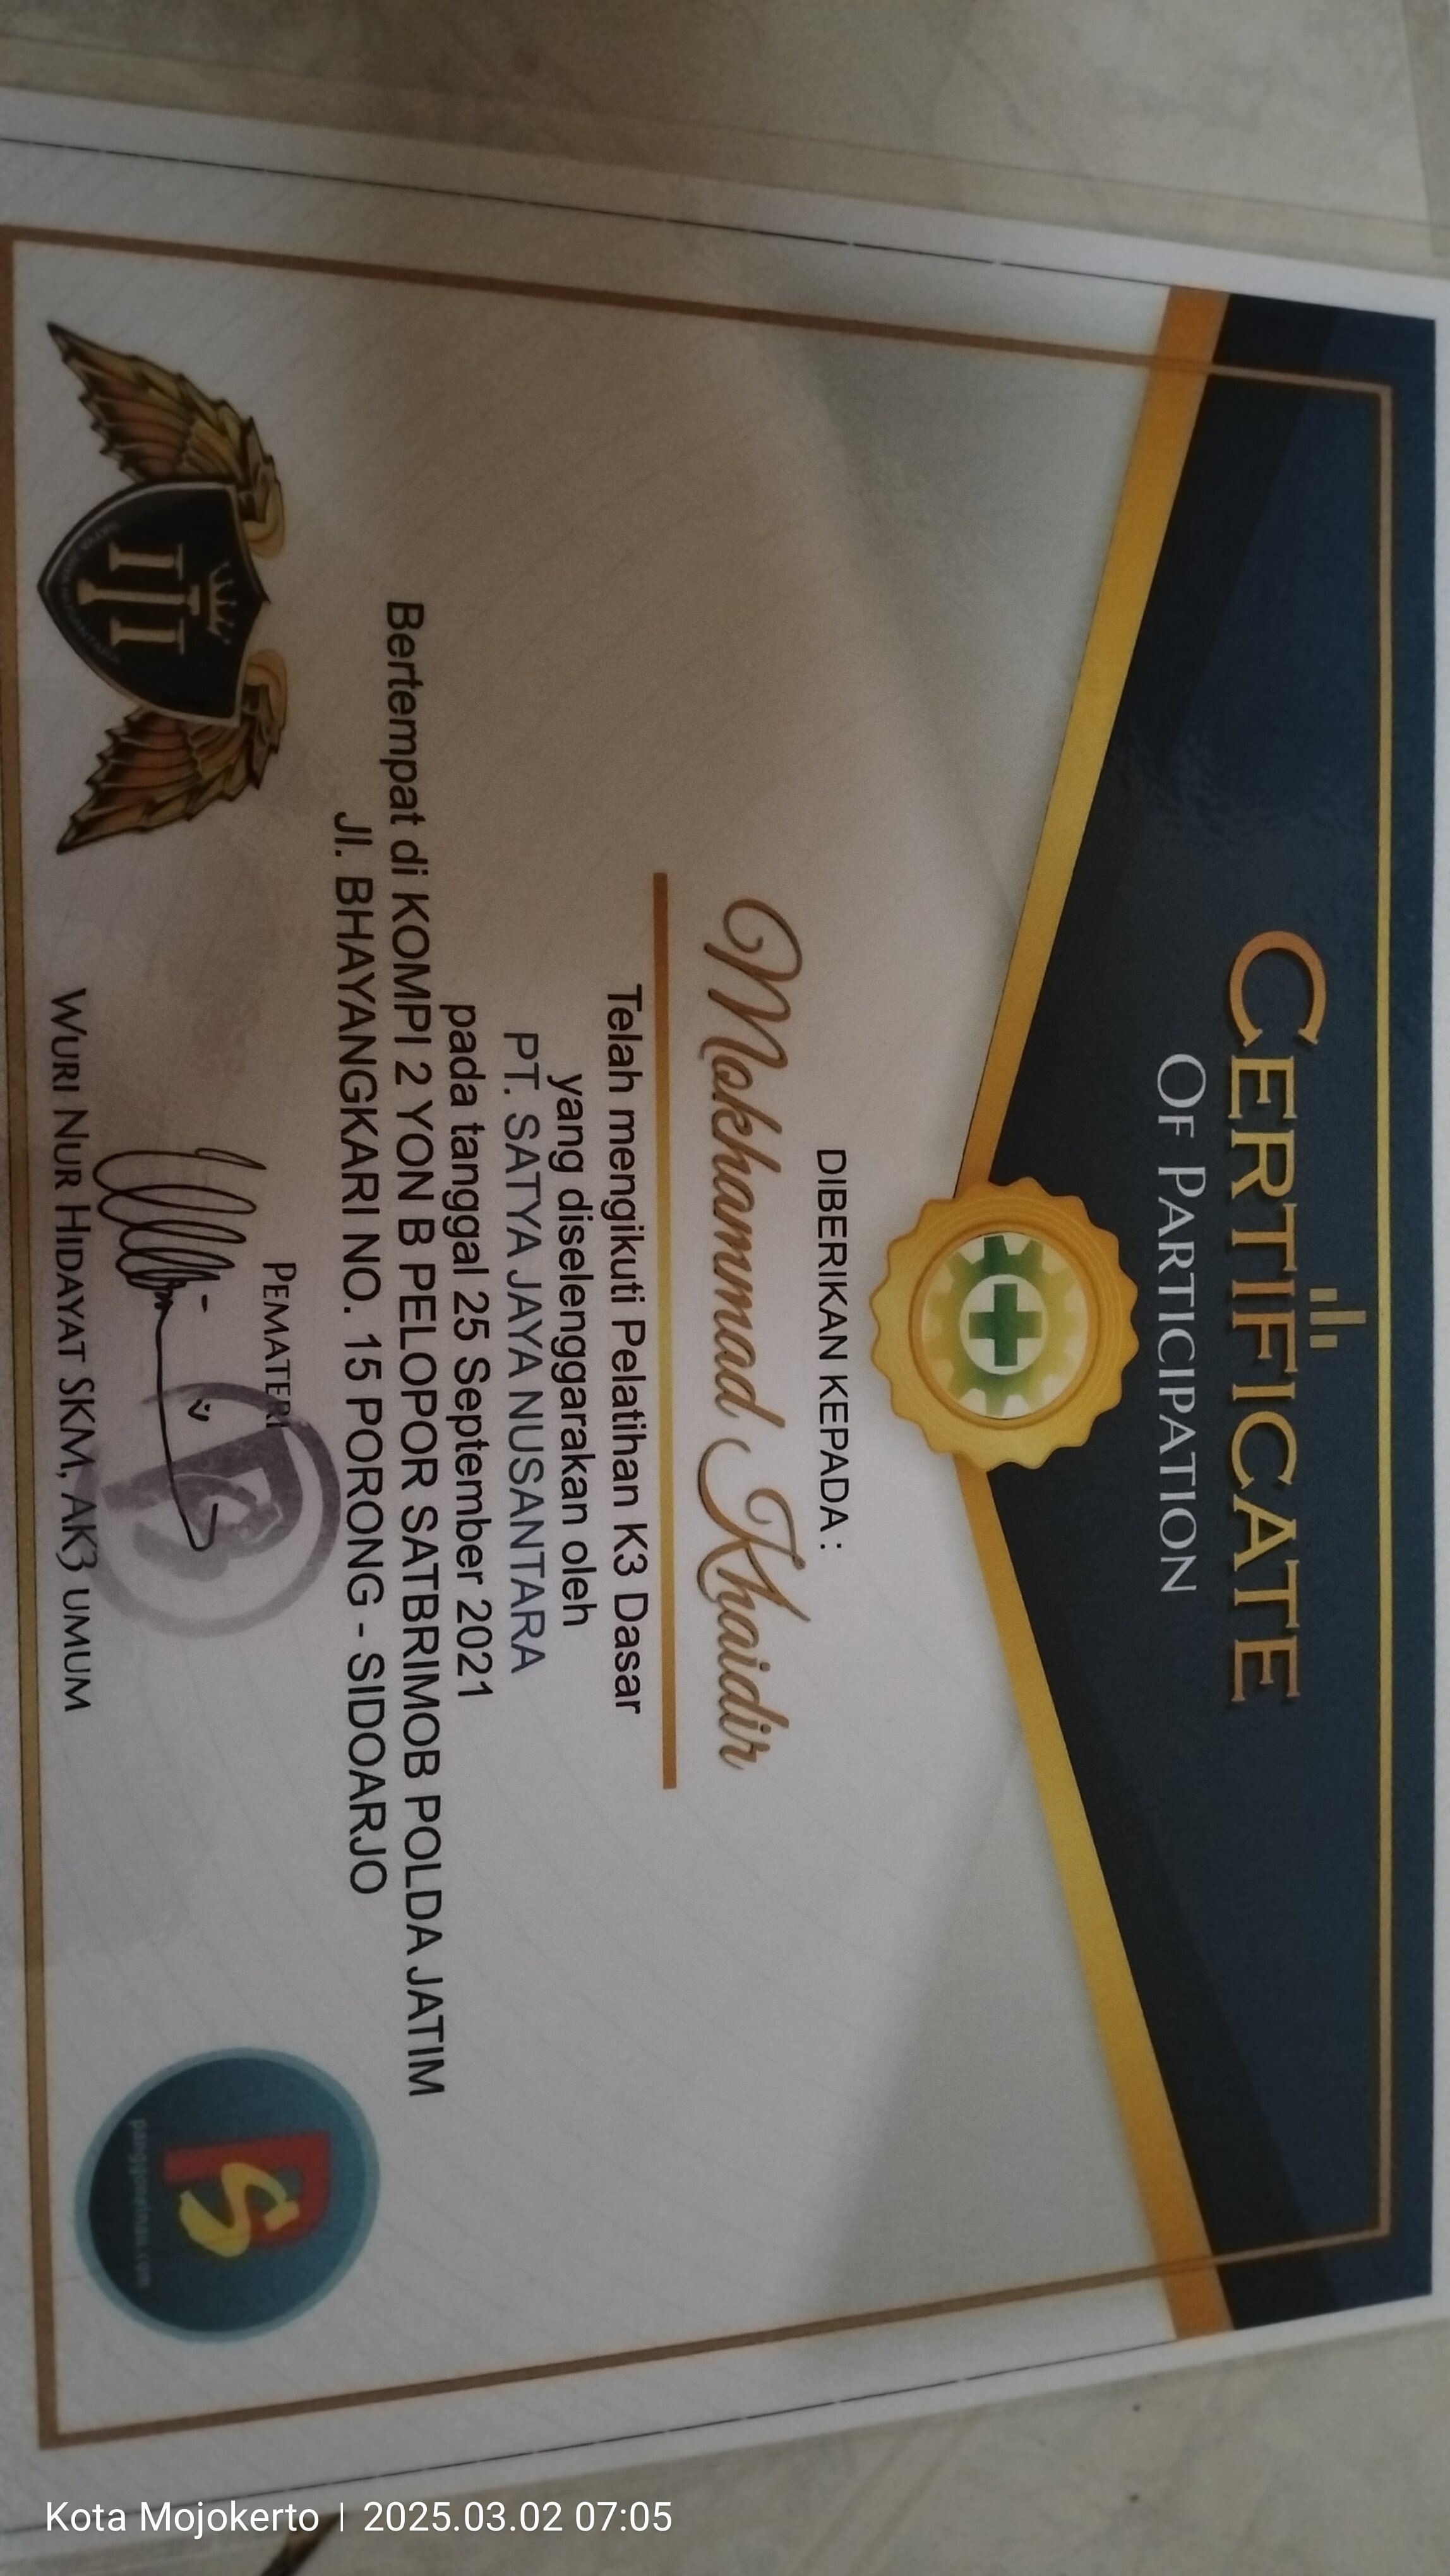 CERTIFICATE
OF PARTICIPATION
DIBERIKAN KEPADA :
Mokhammad Khaidir
Telah mengikuti Pelatihan K3 Dasar
yang diselenggarakan oleh
PT. SATYA JAYA NUSANTARA
pada tanggal 25 September 2021
Bertempat di KOMPI 2 YON B PELOPOR SATBRIMOB POLDA JATIM
Jl. BHAYANGKARI NO. 15 PORONG - SIDOARJO
PEMATERI
WURI NUR HIDAYAT SKM, AK3 UMUM
Kota Mojokerto | 2025.03.02 07:05